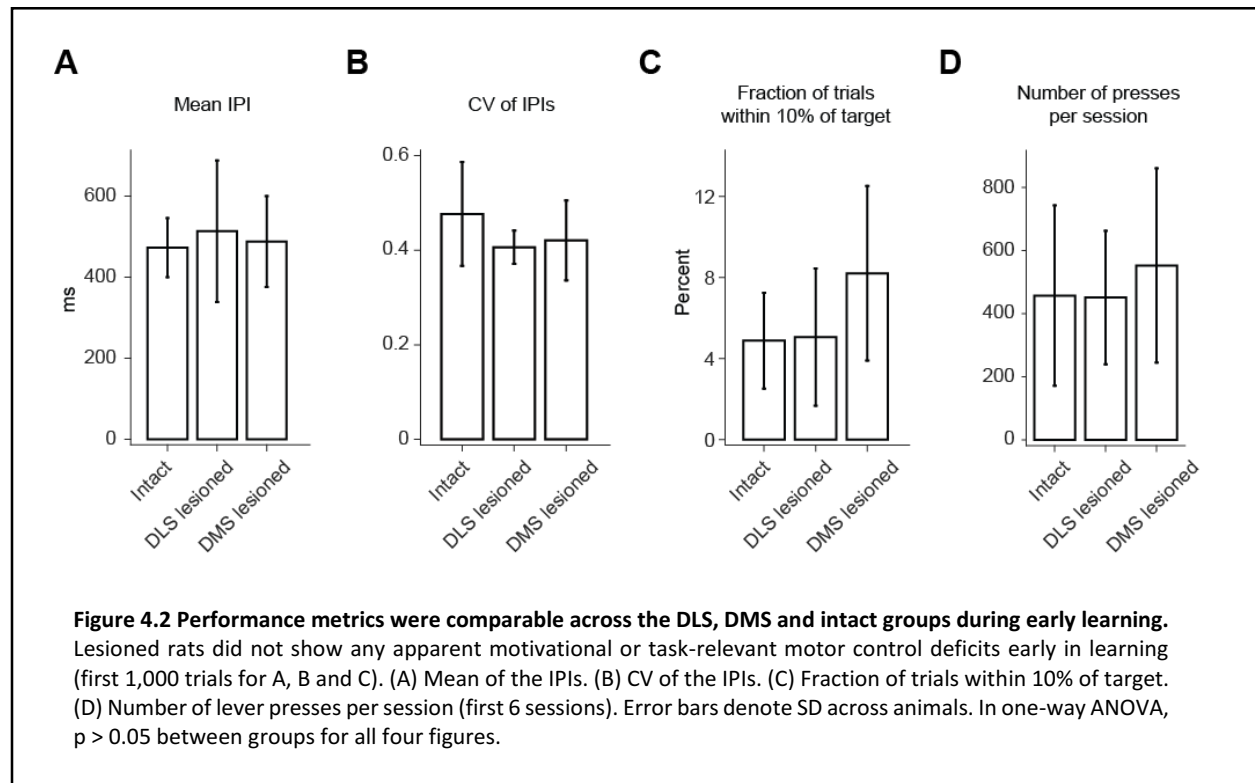 A
B
C
D
Mean IPI
CV of IPIs
Fraction of trials
within 10% of target
Number of presses
per session
600
400
200
0
ms
Intact
DLS lesioned
DMS lesioned
0.6
0.4
0.2
0
Intact
DLS lesioned
DMS lesioned
12
8
4
0
Percent
Intact
DLS lesioned
DMS lesioned
800
600
400
200
0
Intact
DLS lesioned
DMS lesioned
Figure 4.2 Performance metrics were comparable across the DLS, DMS and intact groups during early learning.
Lesioned rats did not show any apparent motivational or task-relevant motor control deficits early in learning
(first 1,000 trials for A, B and C). (A) Mean of the IPIs. (B) CV of the IPIs. (C) Fraction of trials within 10% of target.
(D) Number of lever presses per session (first 6 sessions). Error bars denote SD across animals. In one-way ANOVA,
p > 0.05 between groups for all four figures.